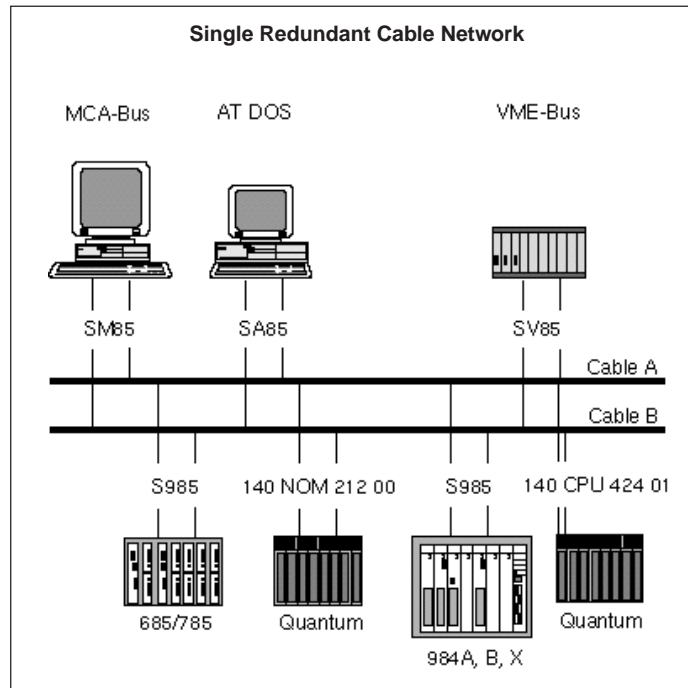 Single Redundant Cable Network
MCA-Bus AT DOS VME-Bus
SM85 SA85 SV85
Cable A
Cable B
S985 140 NOM 212 00 S985 140 CPU 424 01
685/785 Quantum 984A, B, X Quantum